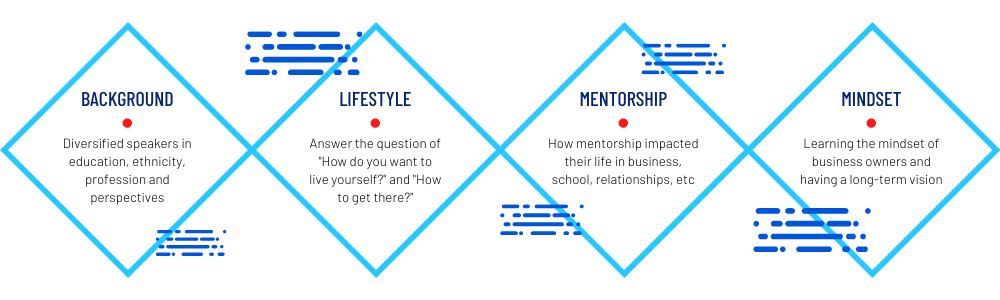 BACKGROUND
Diversified speakers in
education, ethnicity,
profession and
perspectives
LIFESTYLE
Answer the question of
"How do you want to
live yourself?" and "How
to get there?"
MENTORSHIP
How mentorship impacted
their life in business,
school, relationships, etc
MINDSET
Learning the mindset of
business owners and
having a long-term vision